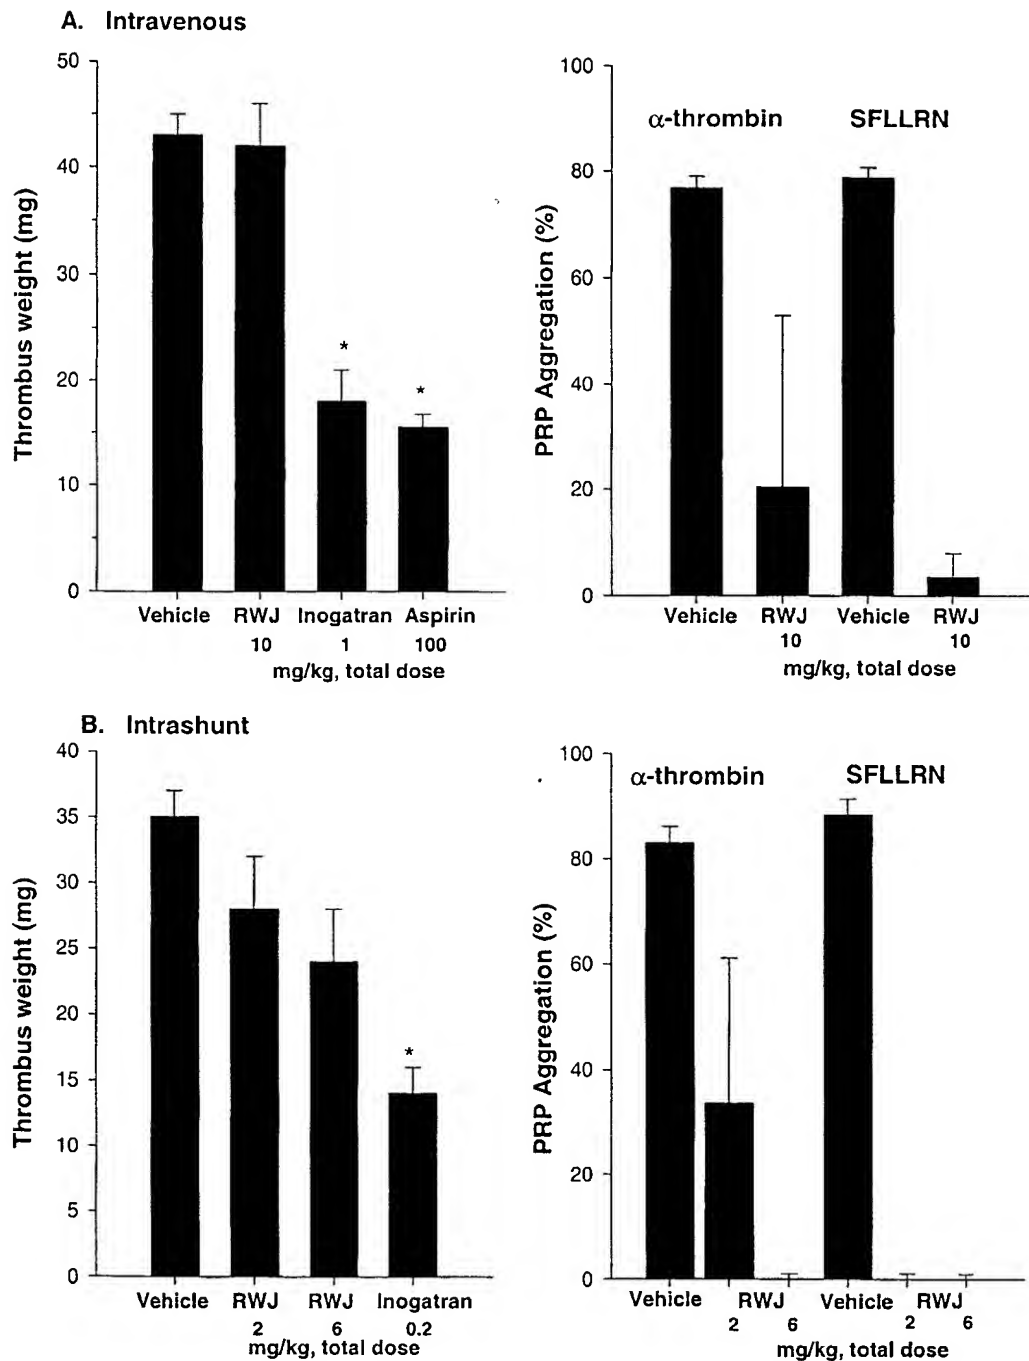 A. Intravenous
Thrombus weight (mg)
50
40
30
20
10
0
*
*
Vehicle RWJ Inogatran Aspirin
10 1 100
mg/kg, total dose
PRP Aggregation (%)
100
80
60
40
20
0
α-thrombin SFLLRN
Vehicle RWJ Vehicle RWJ
10 10
mg/kg, total dose
B. Intrashunt
Thrombus weight (mg)
40
35
30
25
20
15
10
5
0
*
Vehicle RWJ RWJ Inogatran
2 6 0.2
mg/kg, total dose
PRP Aggregation (%)
100
80
60
40
20
0
α-thrombin SFLLRN
Vehicle RWJ Vehicle RWJ
2 6 2 6
mg/kg, total dose